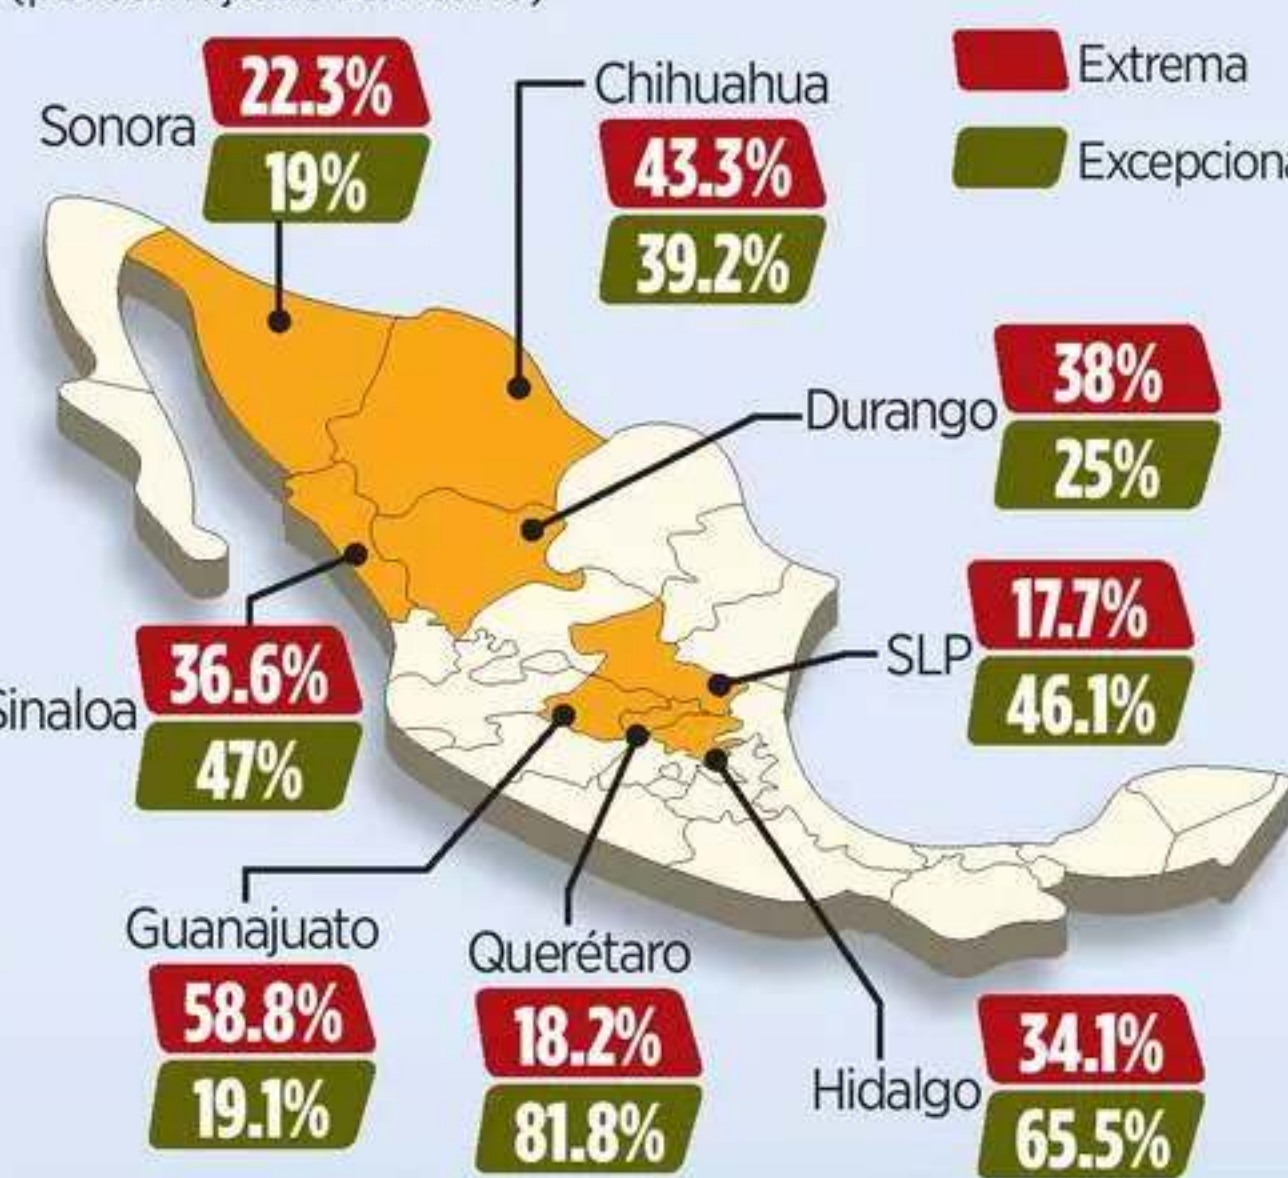 Extrema
Sonora
22.3%
19%
Chihuahua
43.3%
39.2%
Durango
38%
25%
SLP
17.7%
46.1%
Sinaloa
36.6%
47%
Guanajuato
58.8%
19.1%
Querétaro
18.2%
81.8%
Hidalgo
34.1%
65.5%